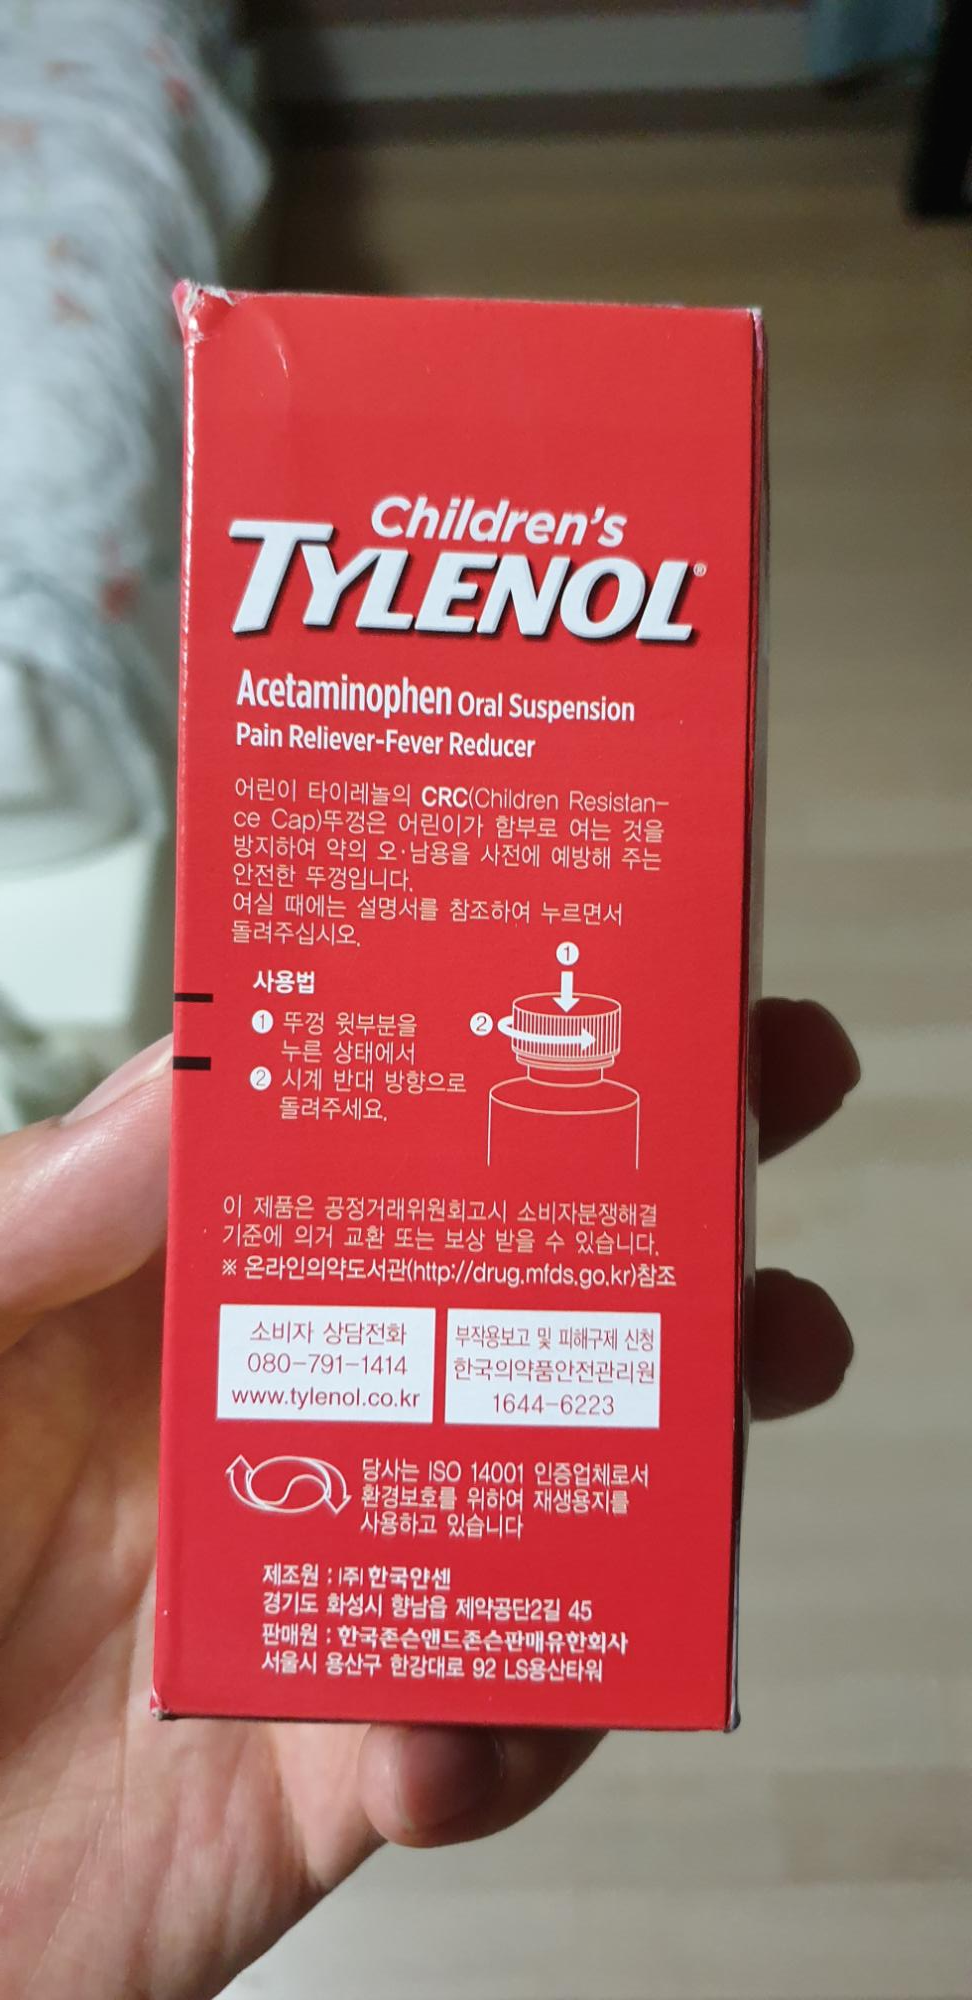 Children's
TYLENOL®
Acetaminophen Oral Suspension
Pain Reliever-Fever Reducer
어린이 타이레놀의 CRC(Children Resistan-
ce Cap)뚜껑은 어린이가 함부로 여는 것을
방지하여 약의 오·남용을 사전에 예방해 주는
안전한 뚜껑입니다.
여실 때에는 설명서를 참조하여 누르면서
돌려주십시오.
사용법
① 뚜껑 윗부분을
누른 상태에서
② 시계 반대 방향으로
돌려주세요.
①
②
이 제품은 공정거래위원회고시 소비자분쟁해결
기준에 의거 교환 또는 보상 받을 수 있습니다.
※ 온라인의약도서관(http://drug.mfds.go.kr)참조
소비자 상담전화
080-791-1414
www.tylenol.co.kr
부작용보고 및 피해구제 신청
한국의약품안전관리원
1644-6223
당사는 ISO 14001 인증업체로서
환경보호를 위하여 재생용지를
사용하고 있습니다
제조원 : (주) 한국얀센
경기도 화성시 향남읍 제약공단2길 45
판매원 : 한국존슨앤드존슨판매유한회사
서울시 용산구 한강대로 92 LS용산타워